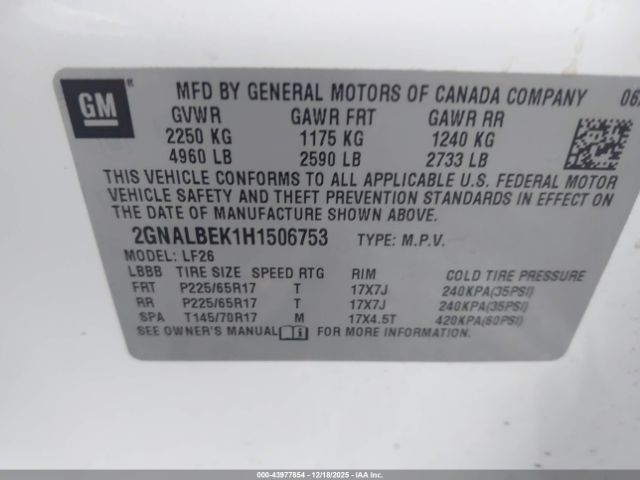 GM ®
MFD BY GENERAL MOTORS OF CANADA COMPANY 06/
GVWR GAWR FRT GAWR RR
2250 KG 1175 KG 1240 KG
4960 LB 2590 LB 2733 LB
THIS VEHICLE CONFORMS TO ALL APPLICABLE U.S. FEDERAL MOTOR
VEHICLE SAFETY AND THEFT PREVENTION STANDARDS IN EFFECT ON
THE DATE OF MANUFACTURE SHOWN ABOVE.
2GNALBEK1H1506753 TYPE: M.P.V.
MODEL: LF26
LBBB TIRE SIZE SPEED RTG RIM COLD TIRE PRESSURE
FRT P225/65R17 T 17X7J 240KPA(35PSI)
RR P225/65R17 T 17X7J 240KPA(35PSI)
SPA T145/70R17 M 17X4.5T 420KPA(60PSI)
SEE OWNER'S MANUAL FOR MORE INFORMATION.
000-43977854 - 12/18/2025 - Chicago-North